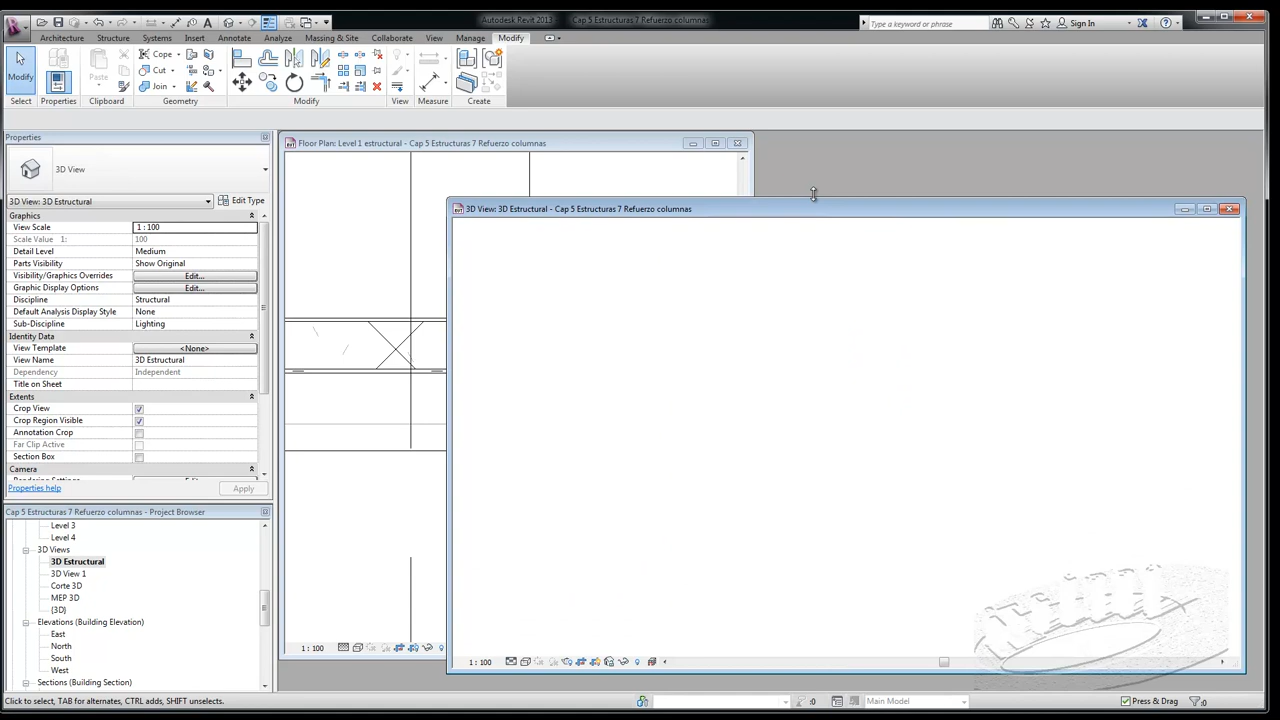 Autodesk Revit 2013 Cap 5 Estructuras 7 Refuerzo columnas
Type a keyword or phrase
Sign In
Architecture Structure Systems Insert Annotate Analyze Massing & Site Collaborate View Manage Modify
Modify
Properties
Paste
Cope
Cut
Join
Select Properties Clipboard Geometry Modify View Measure Create
Properties
3D View
3D View: 3D Estructural
Edit Type
Graphics
View Scale 1 : 100
Scale Value 1: 100
Detail Level Medium
Parts Visibility Show Original
Visibility/Graphics Overrides Edit...
Graphic Display Options Edit...
Discipline Structural
Default Analysis Display Style None
Sub-Discipline Lighting
Identity Data
View Template <None>
View Name 3D Estructural
Dependency Independent
Title on Sheet
Extents
Crop View
Crop Region Visible
Annotation Crop
Far Clip Active
Section Box
Camera
Rendering Settings Edit...
Properties help
Apply
Cap 5 Estructuras 7 Refuerzo columnas - Project Browser
Level 3
Level 4
3D Views
3D Estructural
3D View 1
Corte 3D
MEP 3D
{3D}
Elevations (Building Elevation)
East
North
South
West
Sections (Building Section)
Floor Plan: Level 1 estructural - Cap 5 Estructuras 7 Refuerzo columnas
1 : 100
3D View: 3D Estructural - Cap 5 Estructuras 7 Refuerzo columnas
1 : 100
Click to select, TAB for alternates, CTRL adds, SHIFT unselects.
:0
Main Model
Press & Drag
:0